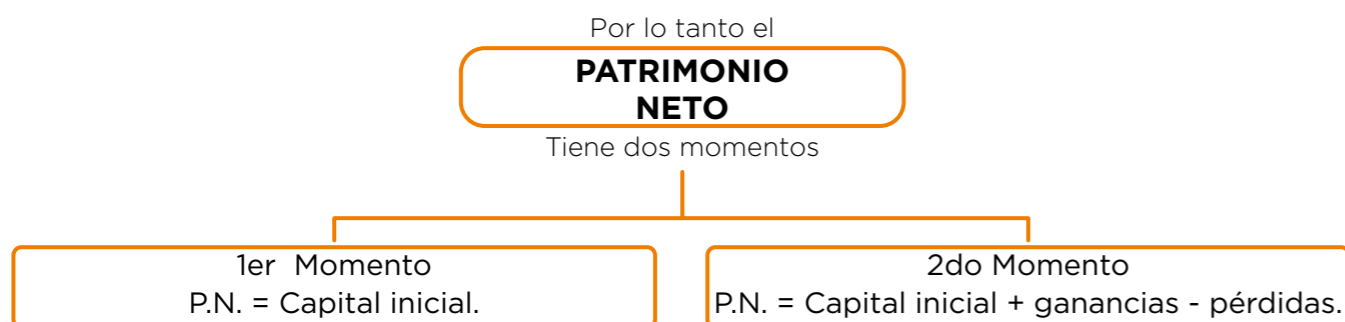 Por lo tanto el
PATRIMONIO
NETO
Tiene dos momentos
1er Momento
P.N. = Capital inicial.
2do Momento
P.N. = Capital inicial + ganancias - pérdidas.